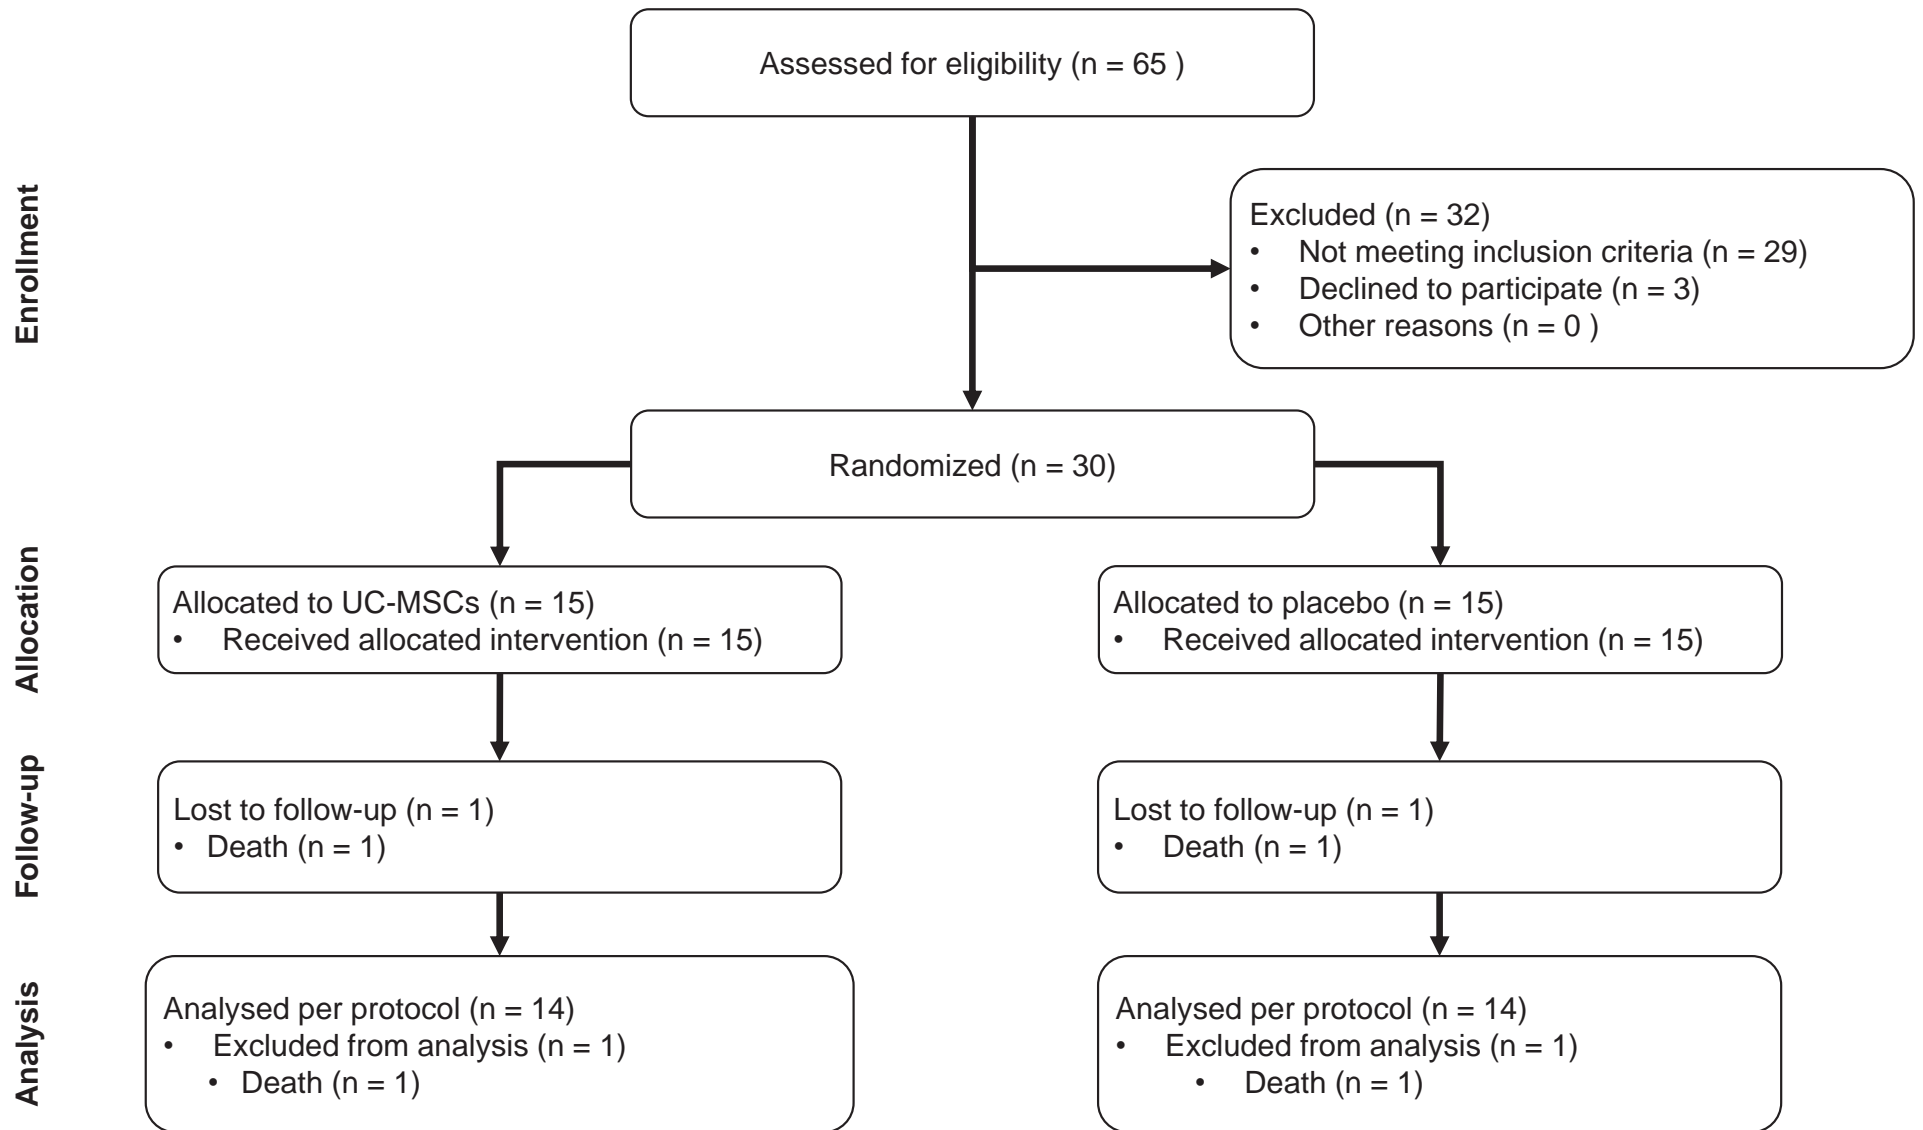 Assessed for eligibility (n = 65 )
Enrollment
Excluded (n = 32)
• Not meeting inclusion criteria (n = 29)
• Declined to participate (n = 3)
• Other reasons (n = 0 )
Randomized (n = 30)
Allocation
Allocated to UC-MSCs (n = 15)
• Received allocated intervention (n = 15)
Allocated to placebo (n = 15)
• Received allocated intervention (n = 15)
Follow-up
Lost to follow-up (n = 1)
• Death (n = 1)
Lost to follow-up (n = 1)
• Death (n = 1)
Analysis
Analysed per protocol (n = 14)
• Excluded from analysis (n = 1)
• Death (n = 1)
Analysed per protocol (n = 14)
• Excluded from analysis (n = 1)
• Death (n = 1)